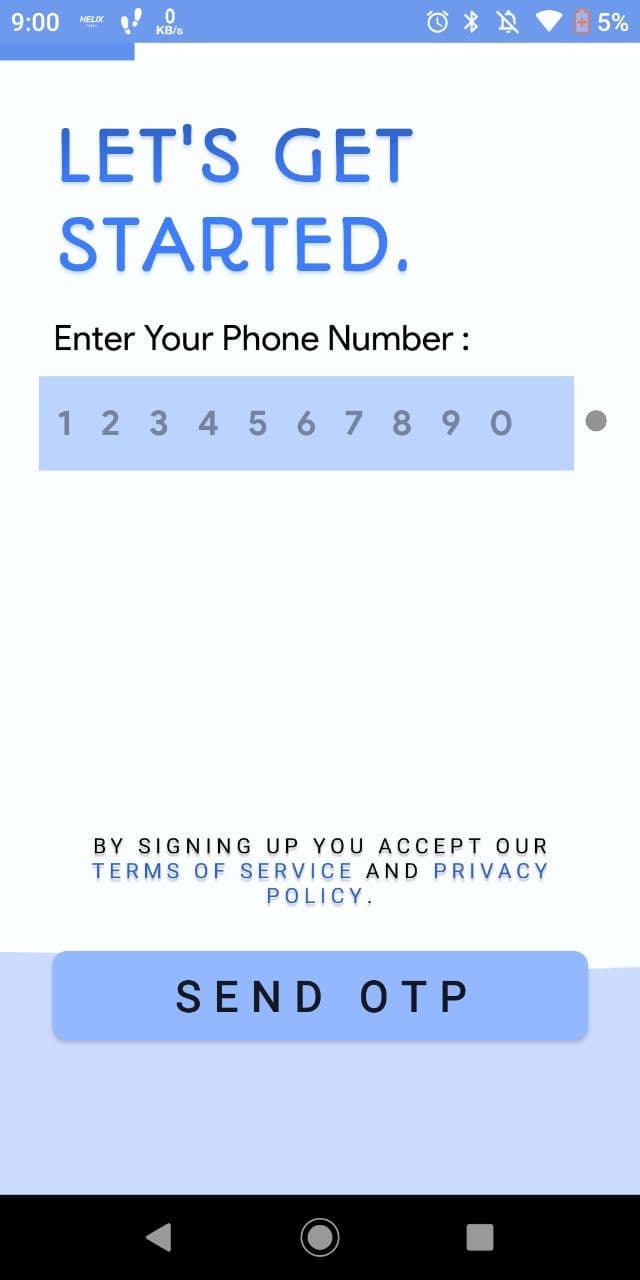 9:00 HELIX 0 KB/s 5%
LET'S GET
STARTED.
Enter Your Phone Number :
1 2 3 4 5 6 7 8 9 0
BY SIGNING UP YOU ACCEPT OUR
TERMS OF SERVICE AND PRIVACY
POLICY.
SEND OTP